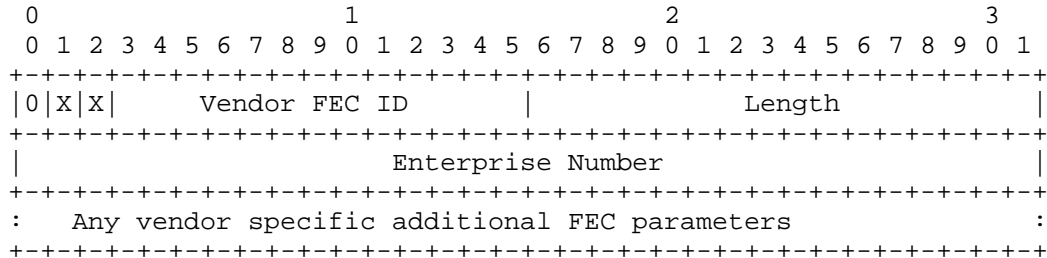 0                   1                   2                   3
 0 1 2 3 4 5 6 7 8 9 0 1 2 3 4 5 6 7 8 9 0 1 2 3 4 5 6 7 8 9 0 1
+-+-+-+-+-+-+-+-+-+-+-+-+-+-+-+-+-+-+-+-+-+-+-+-+-+-+-+-+-+-+-+-+
|0|X|X|     Vendor FEC ID       |             Length            |
+-+-+-+-+-+-+-+-+-+-+-+-+-+-+-+-+-+-+-+-+-+-+-+-+-+-+-+-+-+-+-+-+
|                       Enterprise Number                       |
+-+-+-+-+-+-+-+-+-+-+-+-+-+-+-+-+-+-+-+-+-+-+-+-+-+-+-+-+-+-+-+-+
:   Any vendor specific additional FEC parameters               :
+-+-+-+-+-+-+-+-+-+-+-+-+-+-+-+-+-+-+-+-+-+-+-+-+-+-+-+-+-+-+-+-+